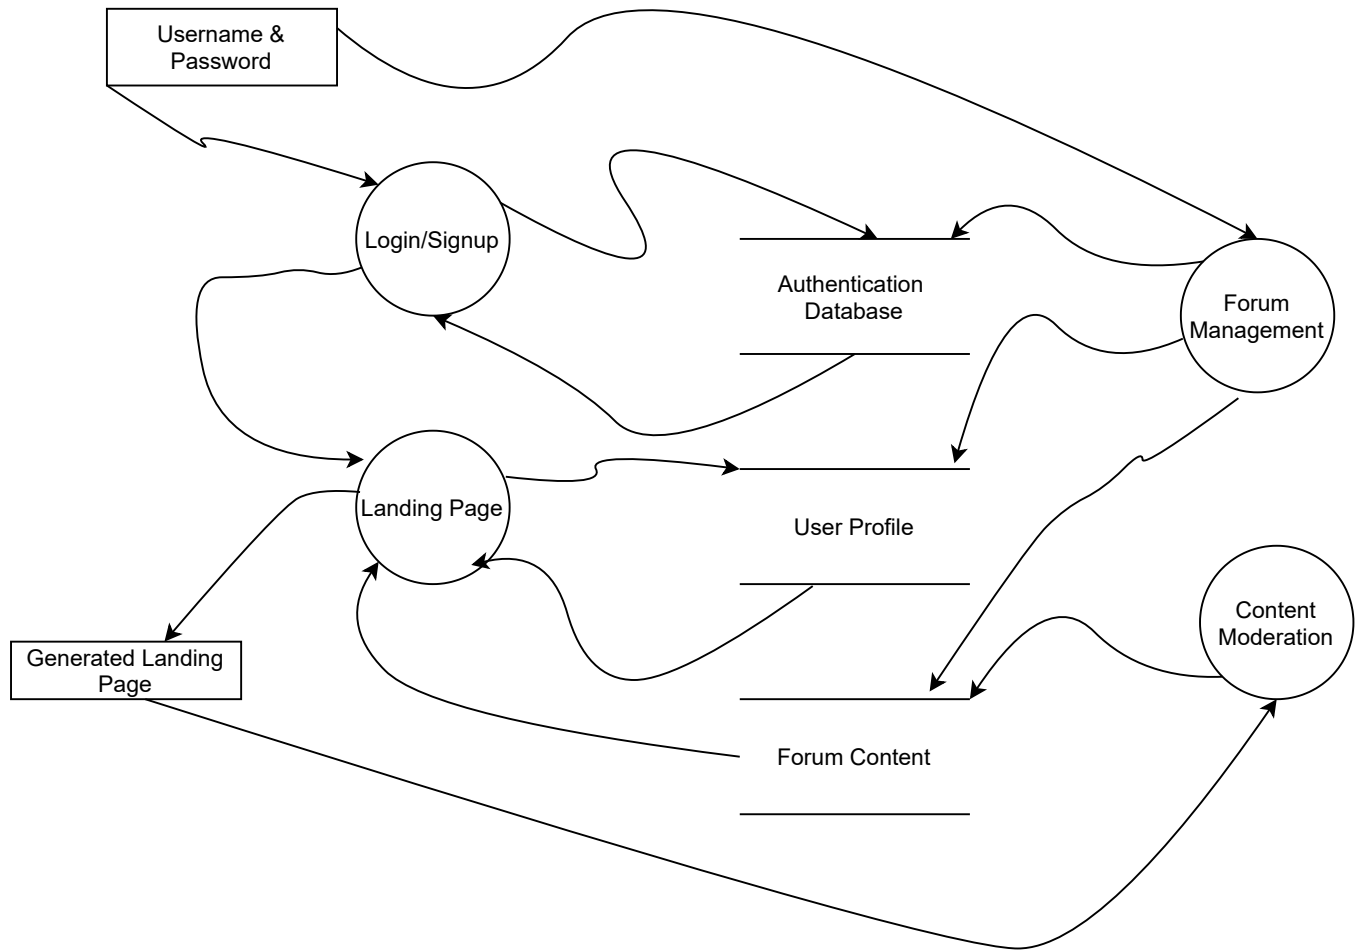 Username &
Password
Login/Signup
Authentication
Database
Forum
Management
Landing Page
User Profile
Content
Moderation
Generated Landing
Page
Forum Content